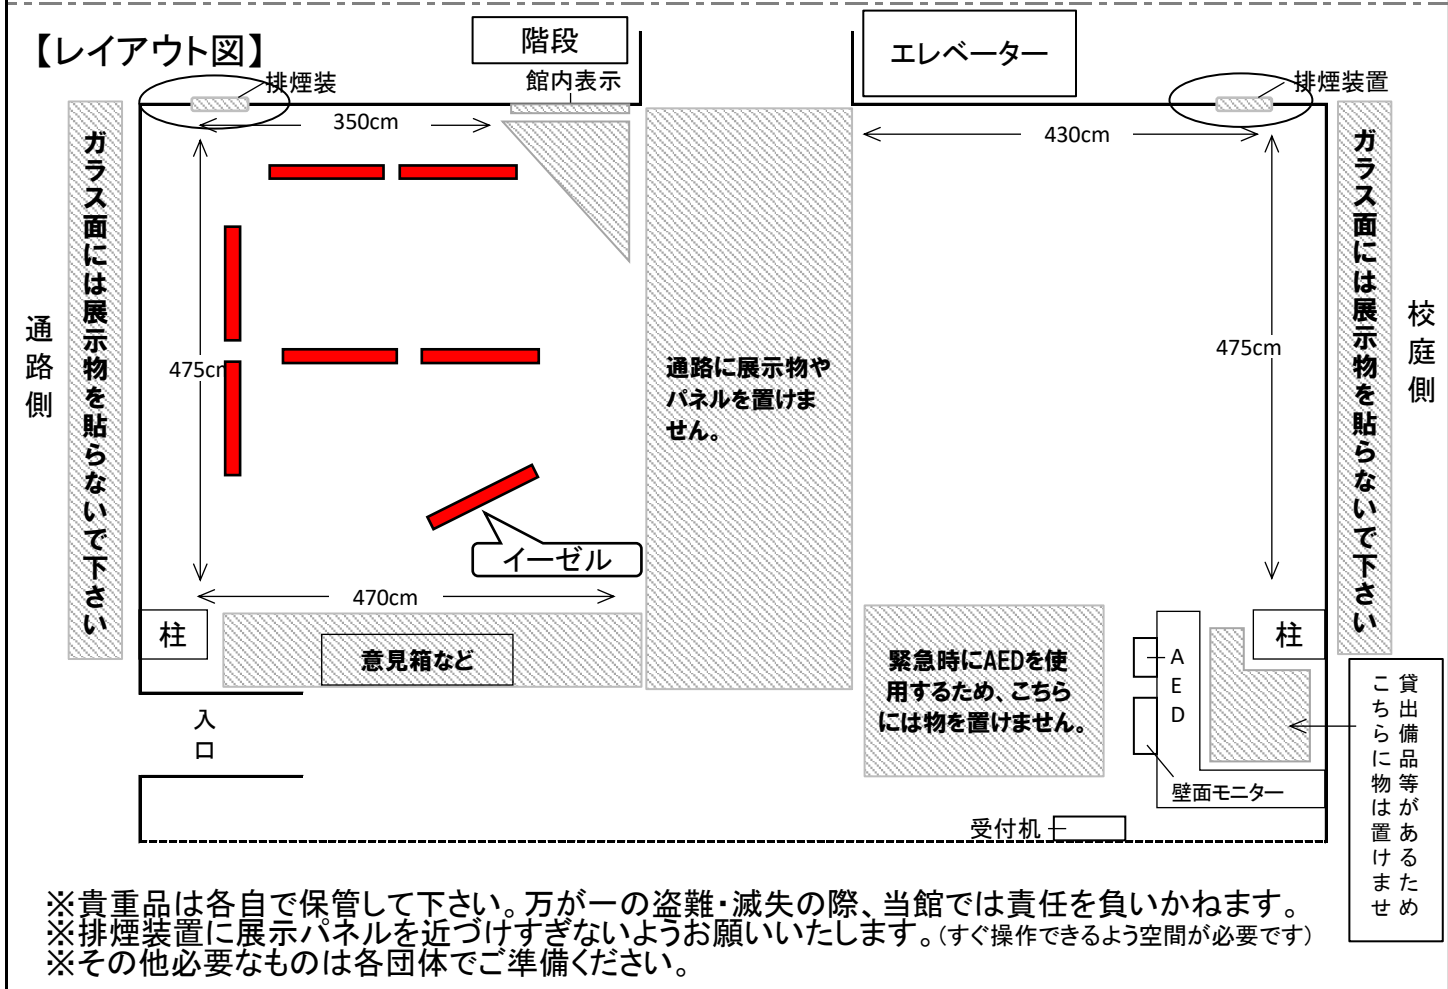 【レイアウト図】
階段
エレベーター
排煙装
館内表示
排煙装置
350cm
430cm
ガラス面には展示物を貼らないで下さい
通路側
475cm
475cm
470cm
通路に展示物や
パネルを置けま
せん。
ガラス面には展示物を貼らないで下さい
校庭側
イーゼル
柱
意見箱など
緊急時にAEDを使
用するため、こちら
には物を置けません。
AED
柱
入口
壁面モニター
受付机
貸出備品等があるため
こちらに物は置けませ
※貴重品は各自で保管して下さい。万が一の盗難・滅失の際、当館では責任を負いかねます。
※排煙装置に展示パネルを近づけすぎないようお願いいたします。(すぐ操作できるよう空間が必要です)
※その他必要なものは各団体でご準備ください。